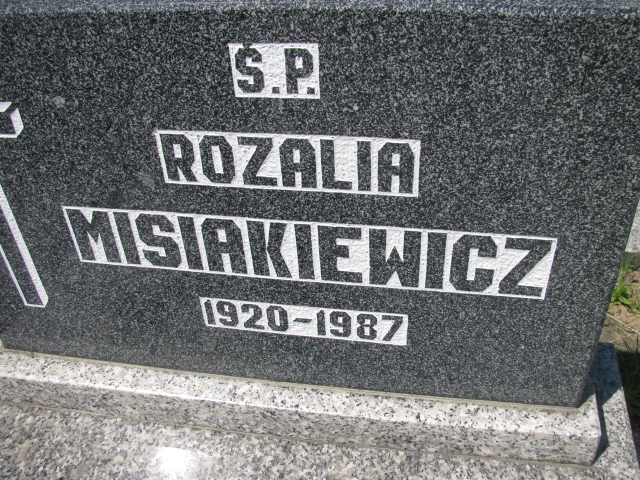 Ś.P.
ROZALIA
MISIAKIEWICZ
1920-1987